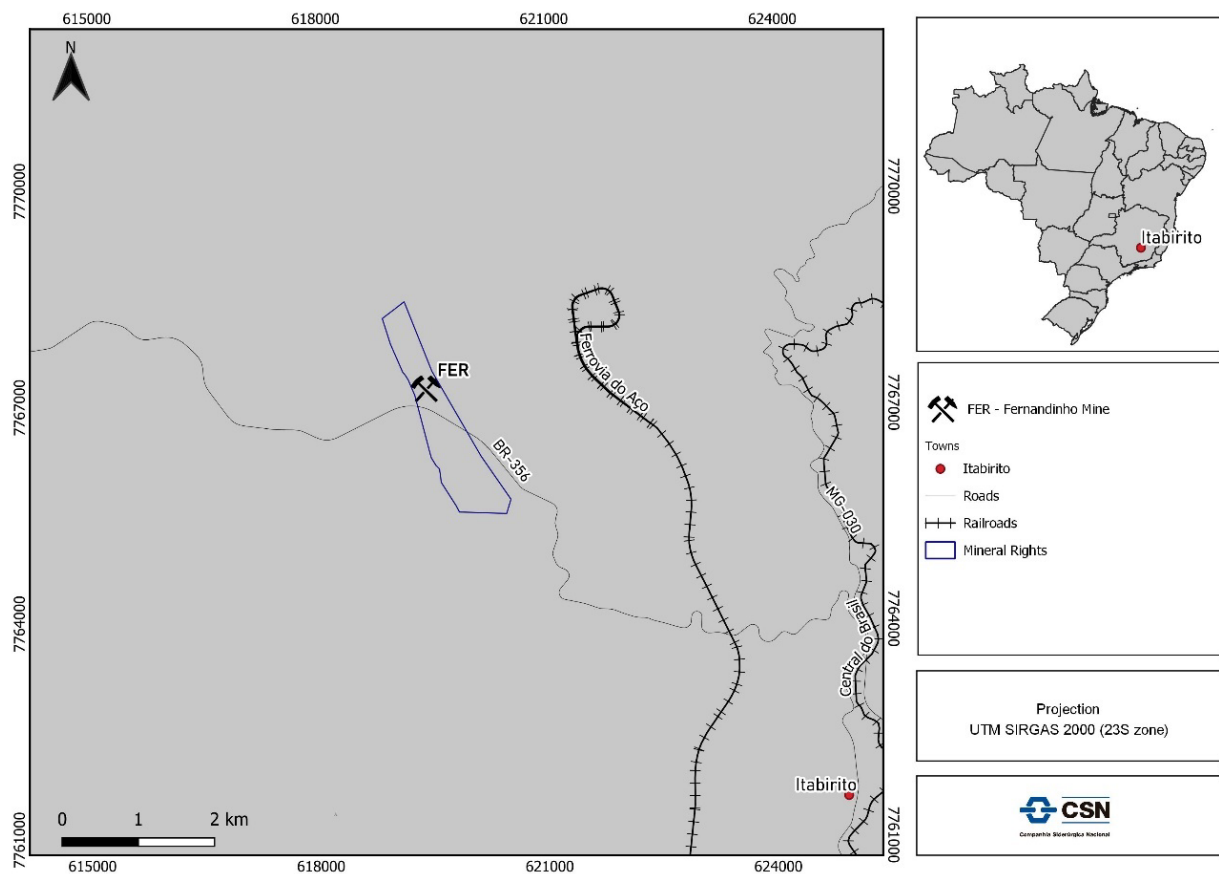 615000
618000
621000
624000
N
7770000
7770000
Itabirito
FER
Ferrovia do Aço
7767000
7767000
BR-356
MG-030
FER - Fernandinho Mine
Towns
Itabirito
Roads
Railroads
Mineral Rights
7764000
7764000
Central do Brasil
Projection
UTM SIRGAS 2000 (23S zone)
Itabirito
0 1 2 km
CSN
Companhia Siderúrgica Nacional
7761000
7761000
615000
618000
621000
624000